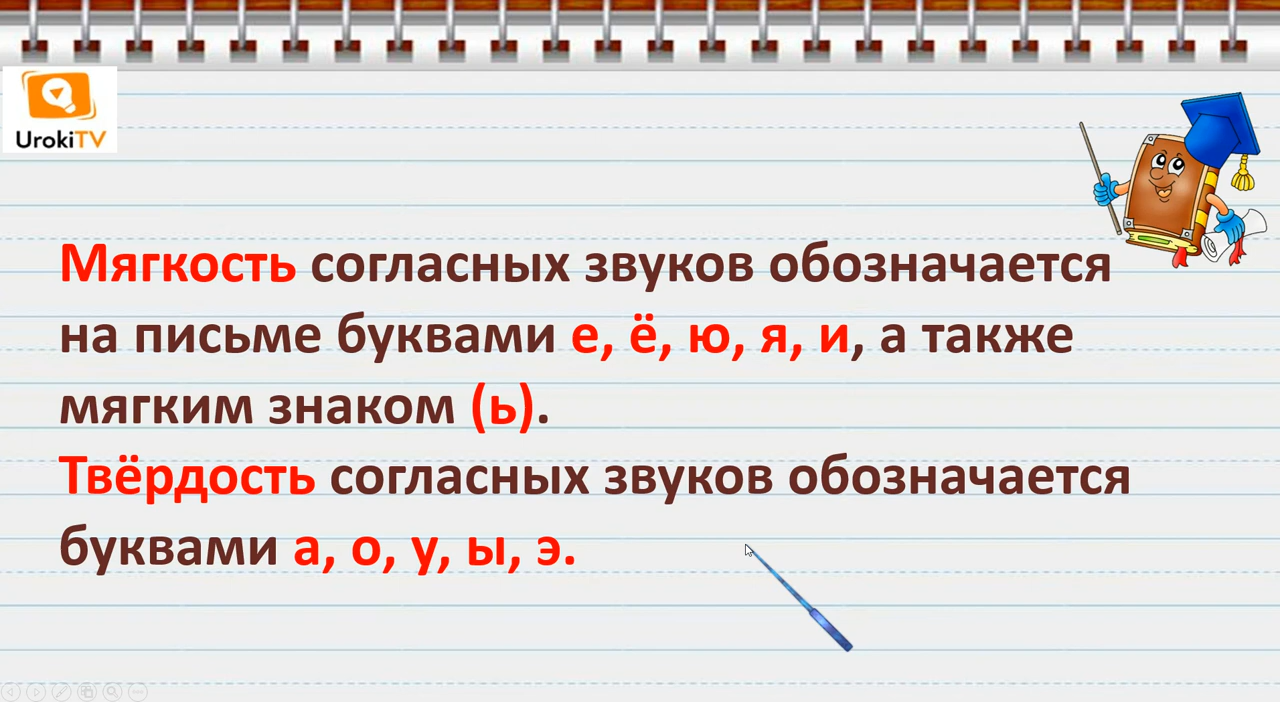 UrokiTV
Мягкость согласных звуков обозначается
на письме буквами е, ё, ю, я, и, а также
мягким знаком (ь).
Твёрдость согласных звуков обозначается
буквами а, о, у, ы, э.